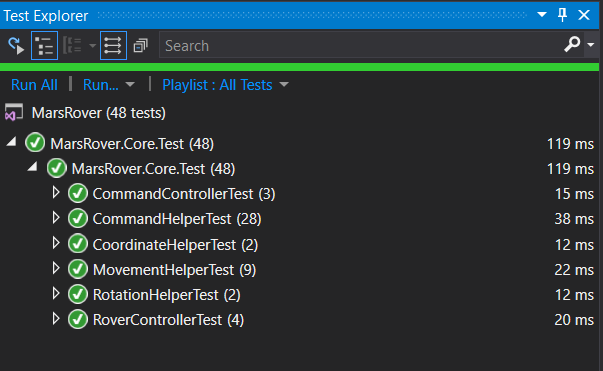 Test Explorer
Search
Run All | Run... | Playlist : All Tests
MarsRover (48 tests)
MarsRover.Core.Test (48) 119 ms
MarsRover.Core.Test (48) 119 ms
CommandControllerTest (3) 15 ms
CommandHelperTest (28) 38 ms
CoordinateHelperTest (2) 12 ms
MovementHelperTest (9) 22 ms
RotationHelperTest (2) 12 ms
RoverControllerTest (4) 20 ms